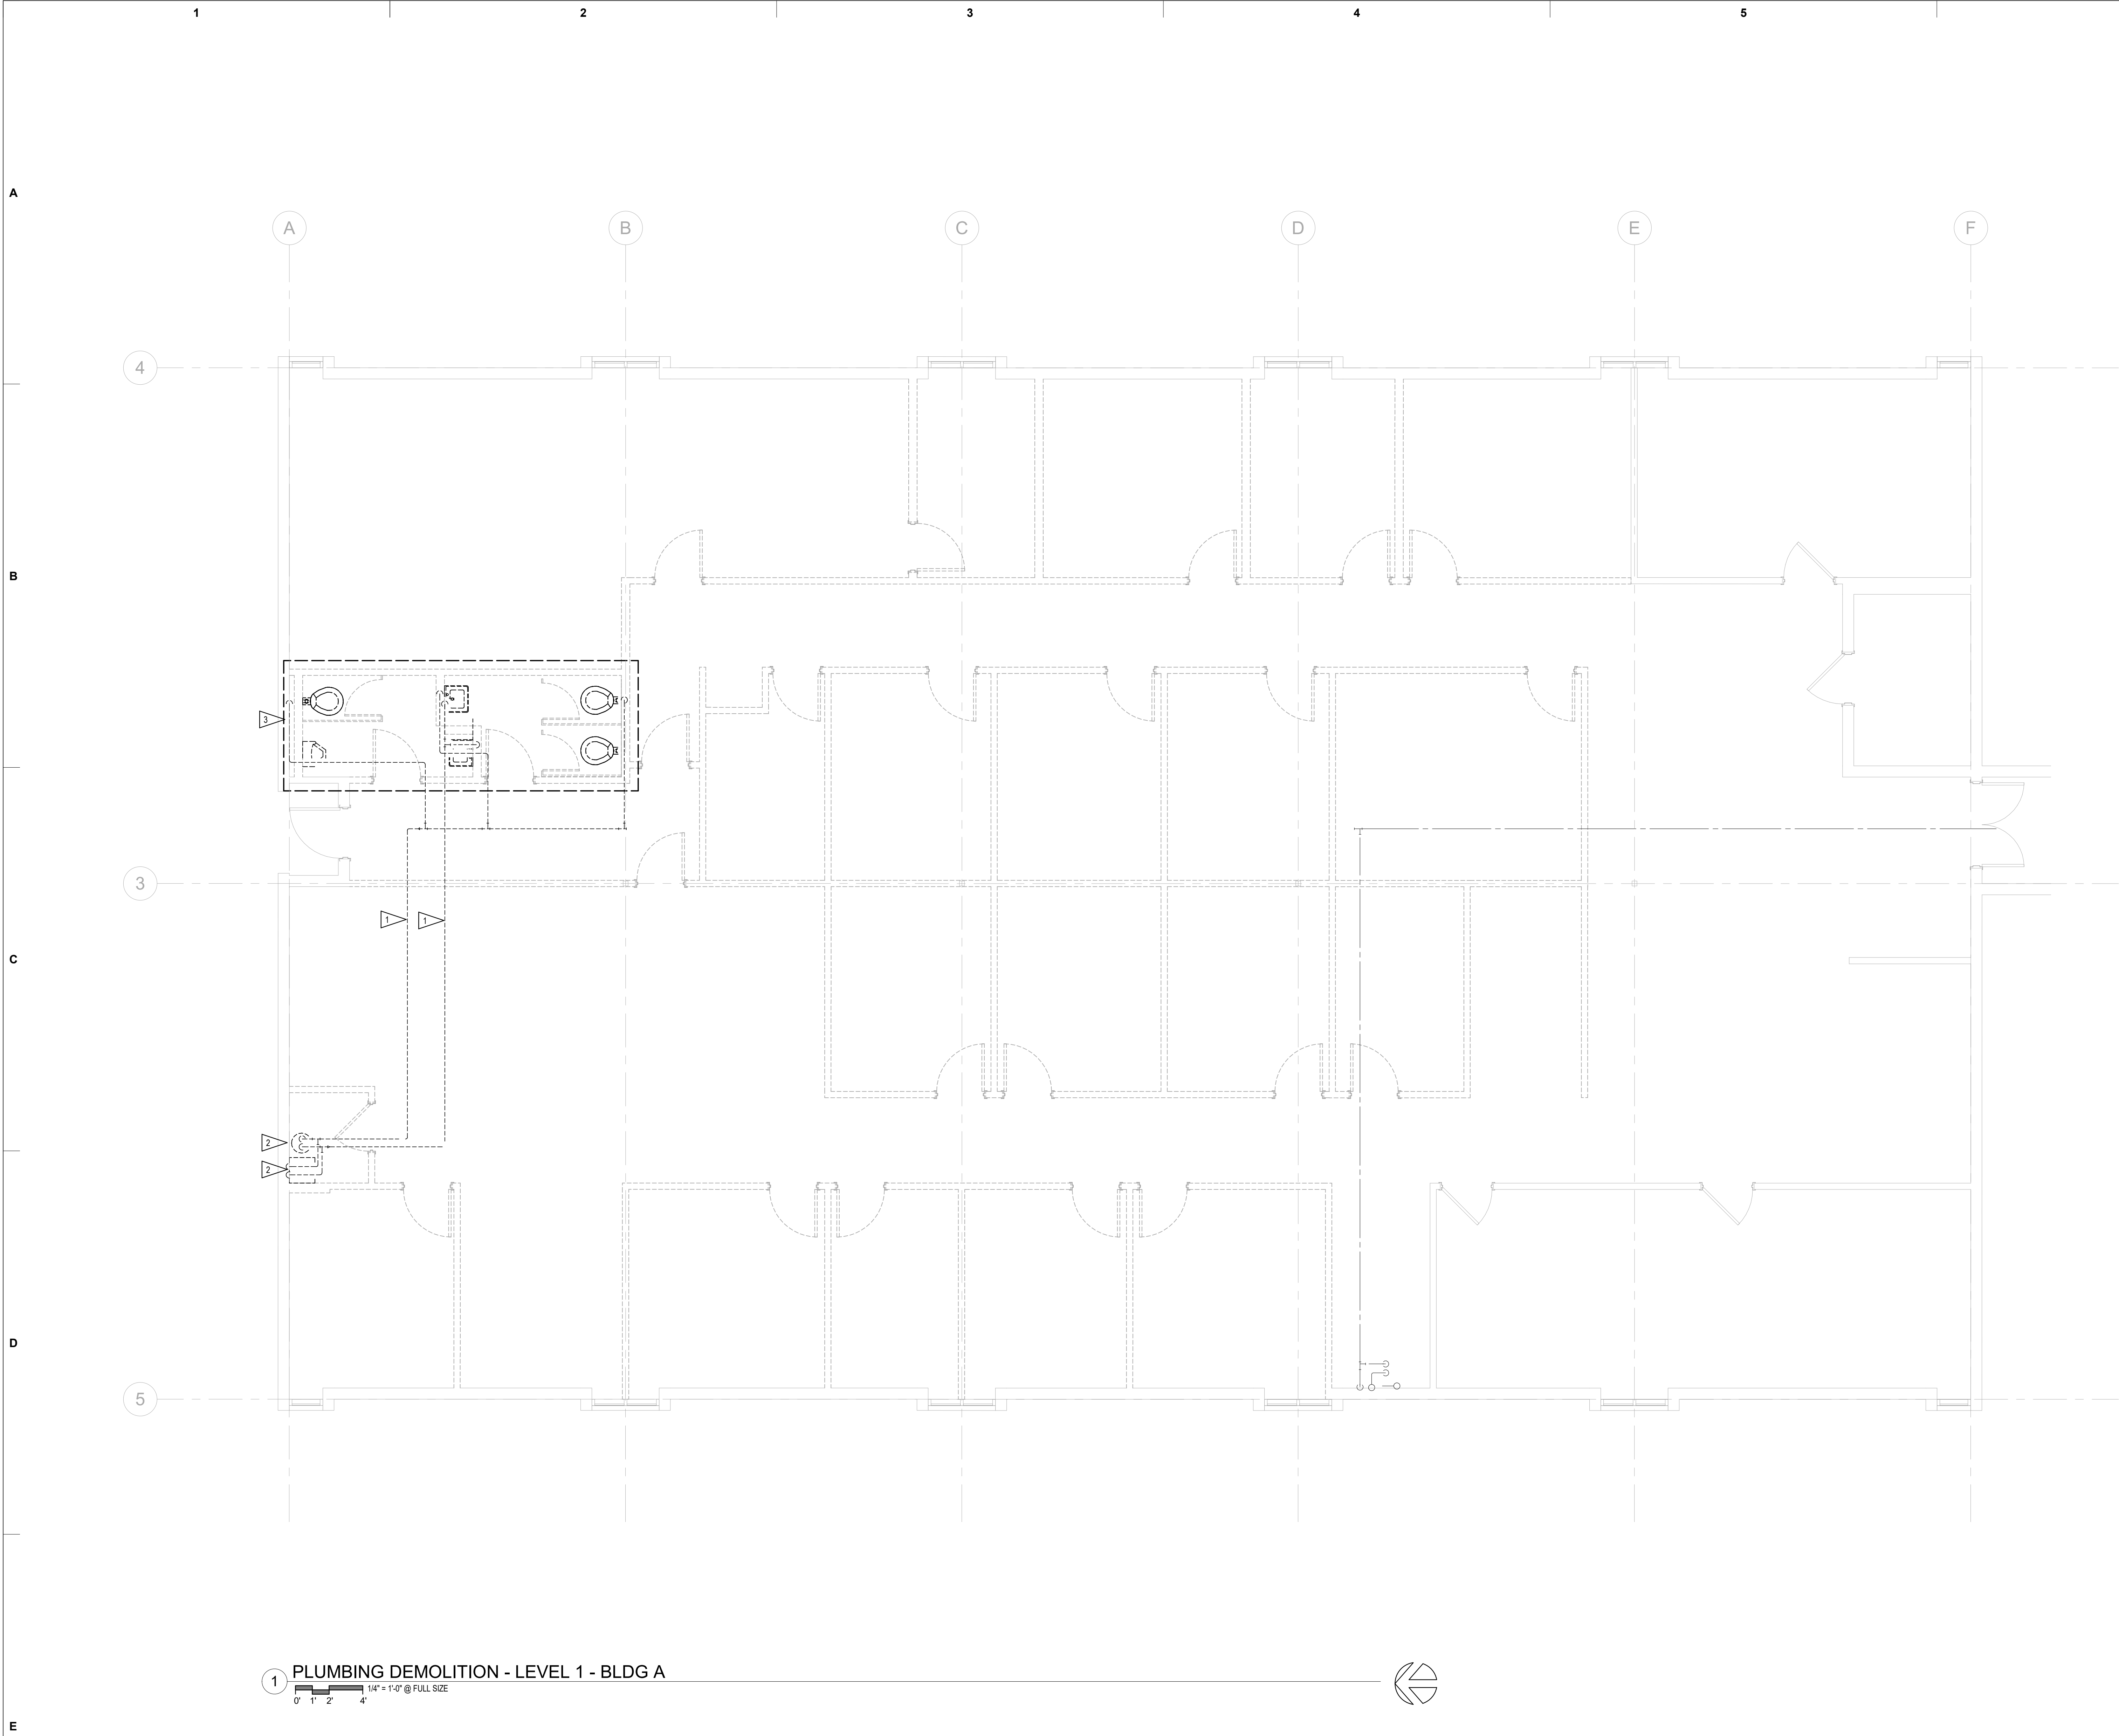 1 2 3 4 5
A
A B C D E F
4
B
3
3
C
1 1
2
2
D
5
1 PLUMBING DEMOLITION - LEVEL 1 - BLDG A
1/4" = 1'-0" @ FULL SIZE
0' 1' 2' 4'
E